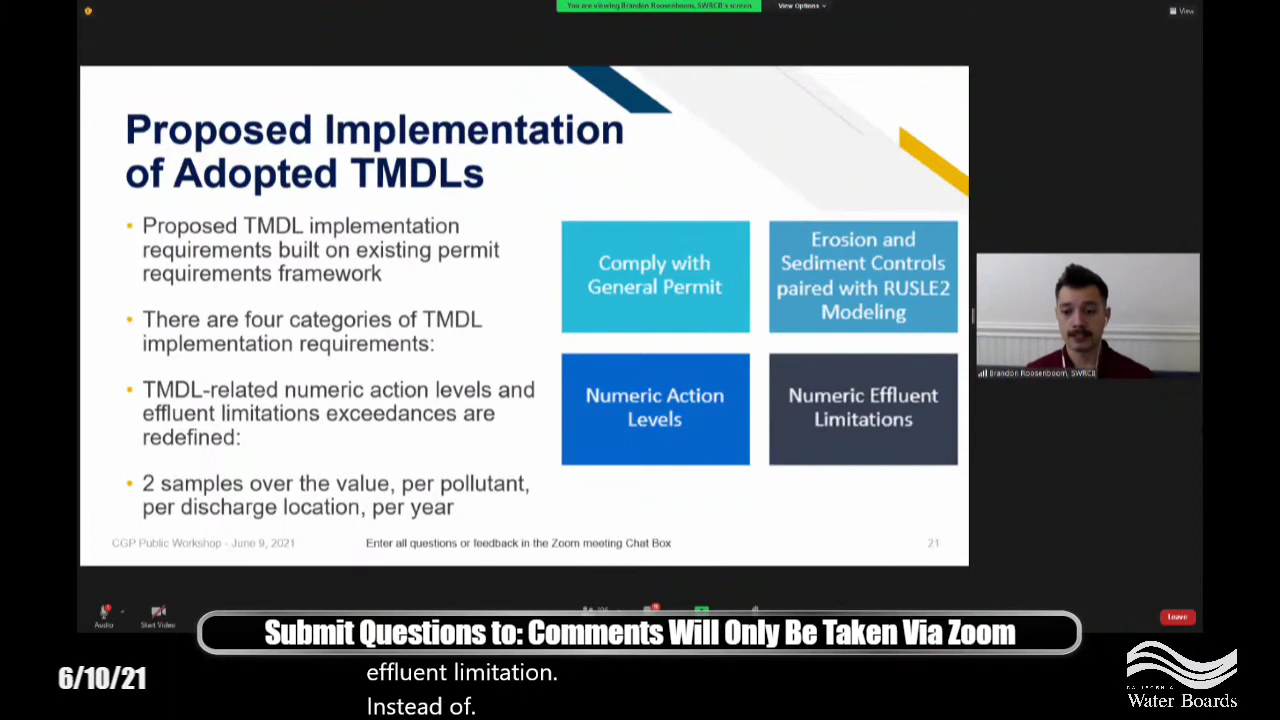 You are viewing Brandon Roosenboom, SWRCB's screen
View Options
View
Proposed Implementation
of Adopted TMDLs
Proposed TMDL implementation
requirements built on existing permit
requirements framework
There are four categories of TMDL
implementation requirements:
TMDL-related numeric action levels and
effluent limitations exceedances are
redefined:
2 samples over the value, per pollutant,
per discharge location, per year
Comply with
General Permit
Erosion and
Sediment Controls
paired with RUSLE2
Modeling
Numeric Action
Levels
Numeric Effluent
Limitations
CGP Public Workshop - June 9, 2021
Enter all questions or feedback in the Zoom meeting Chat Box
21
Brandon Roosenboom, SWRCB
Audio
Start Video
Leave
Submit Questions to: Comments Will Only Be Taken Via Zoom
effluent limitation.
Instead of.
6/10/21
CALIFORNIA
Water Boards